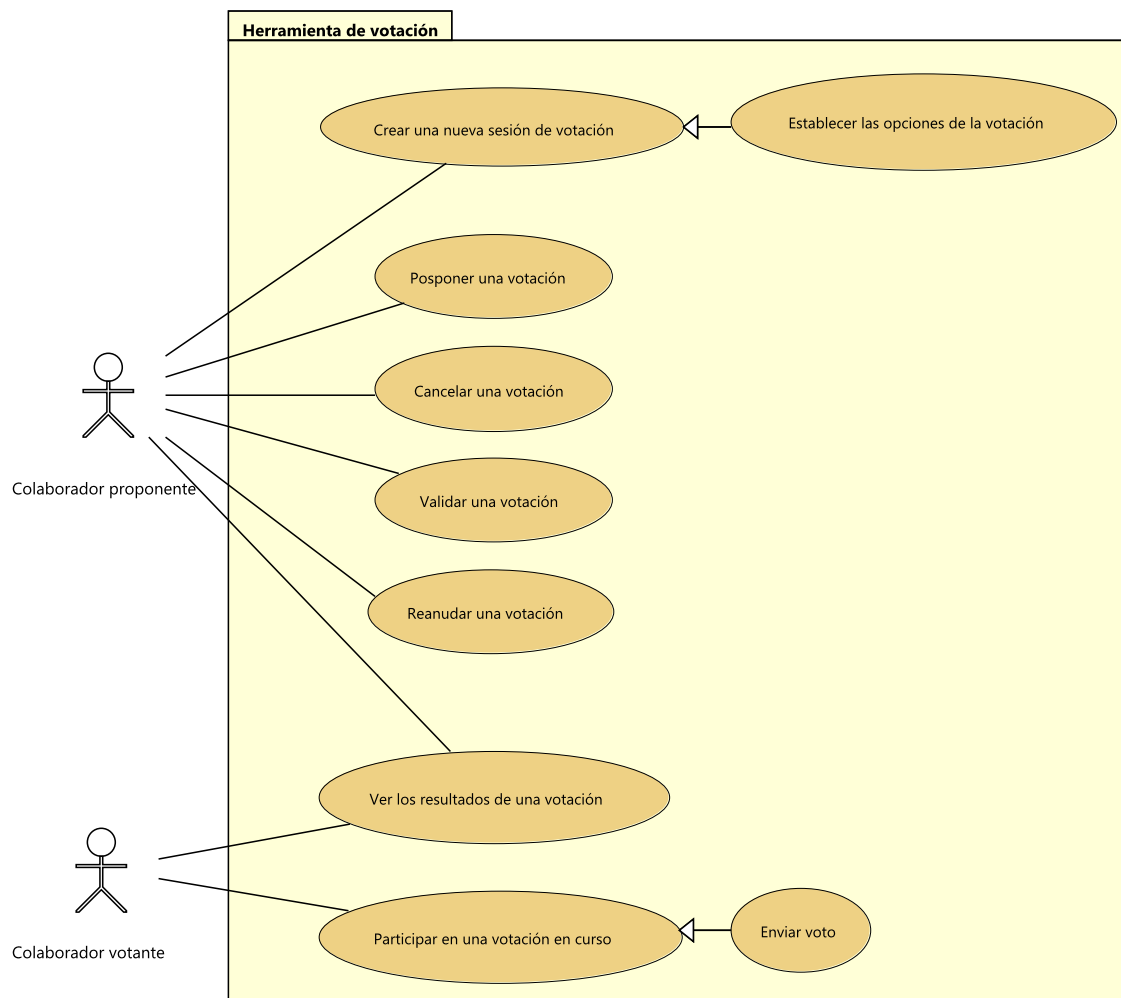 Herramienta de votación
Crear una nueva sesión de votación
Establecer las opciones de la votación
Posponer una votación
Cancelar una votación
Colaborador proponente
Validar una votación
Reanudar una votación
Ver los resultados de una votación
Participar en una votación en curso
Enviar voto
Colaborador votante